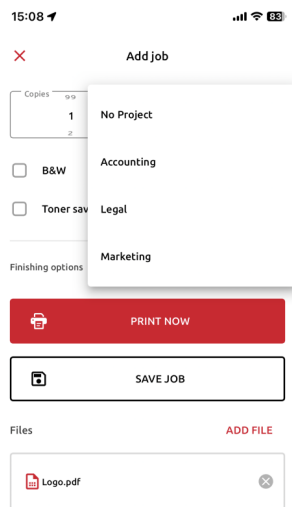 15:08
83
Add job
Copies
99
1
2
No Project
B&W
Accounting
Toner sav
Legal
Finishing options
Marketing
PRINT NOW
SAVE JOB
Files
ADD FILE
Logo.pdf